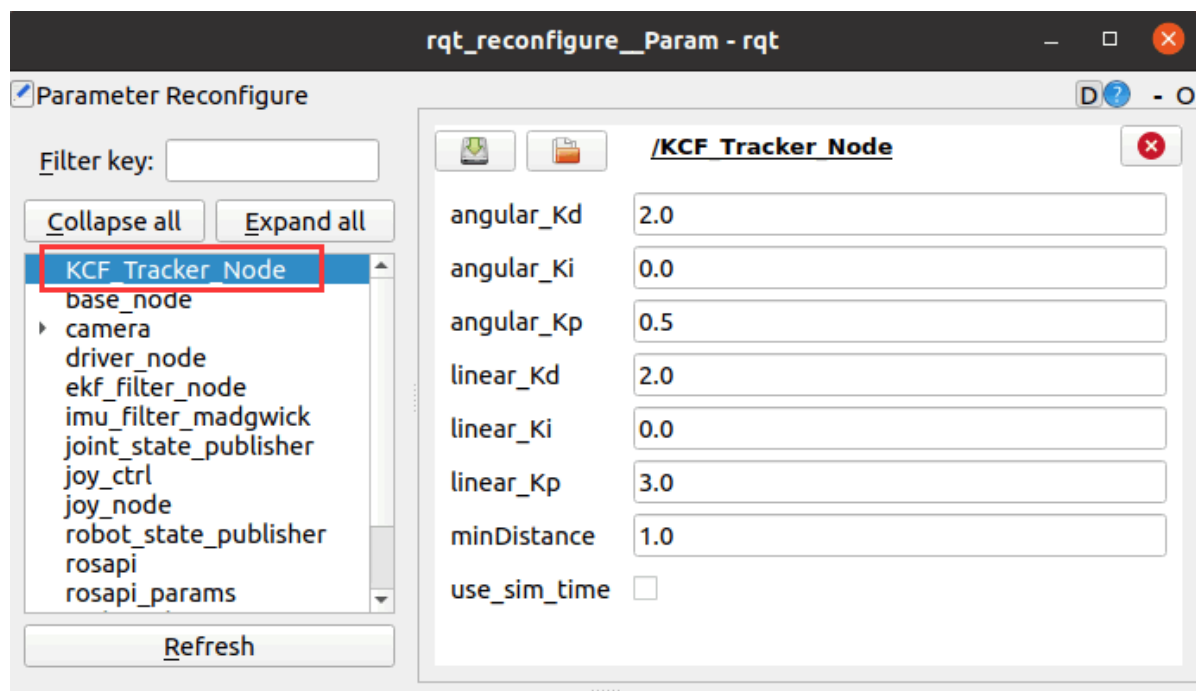 rqt_reconfigure__Param - rqt
Parameter Reconfigure
D
?
- O
Filter key:
Collapse all
Expand all
KCF_Tracker_Node
base_node
camera
driver_node
ekf_filter_node
imu_filter_madgwick
joint_state_publisher
joy_ctrl
joy_node
robot_state_publisher
rosapi
rosapi_params
Refresh
/KCF_Tracker_Node
angular_Kd 2.0
angular_Ki 0.0
angular_Kp 0.5
linear_Kd 2.0
linear_Ki 0.0
linear_Kp 3.0
minDistance 1.0
use_sim_time